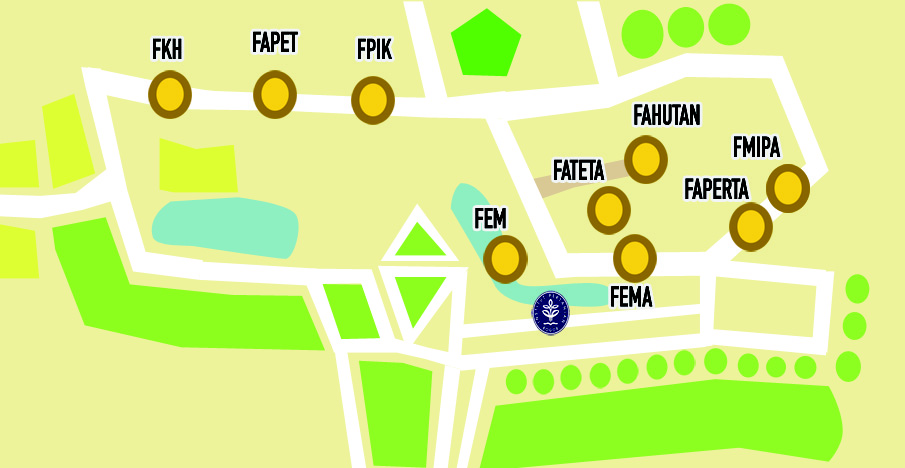 FKH
FAPET
FPIK
FAHUTAN
FMIPA
FATETA
FAPERTA
FEM
FEMA